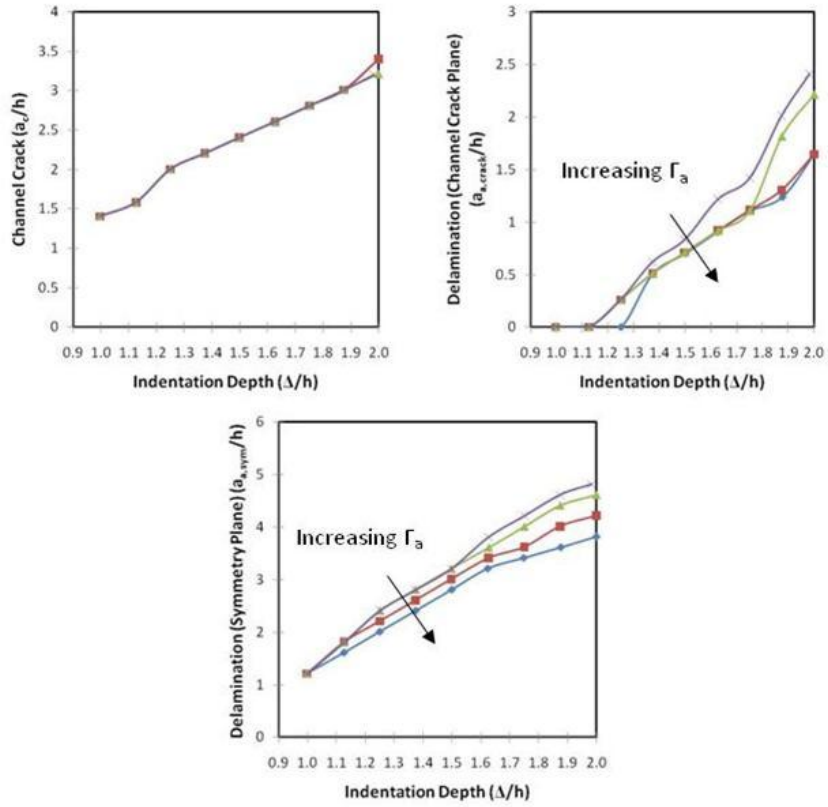 Channel Crack (a_c/h)
4
3.5
3
2.5
2
1.5
1
0.5
0
0.9 1.0 1.1 1.2 1.3 1.4 1.5 1.6 1.7 1.8 1.9 2.0
Indentation Depth (Δ/h)
Delamination (Channel Crack Plane)
(a_a,crack/h)
3
2.5
2
1.5
1
0.5
0
Increasing Γ_a
0.9 1.0 1.1 1.2 1.3 1.4 1.5 1.6 1.7 1.8 1.9 2.0
Indentation Depth (Δ/h)
Delamination (Symmetry Plane) (a_a,sym/h)
6
5
4
3
2
1
0
Increasing Γ_a
0.9 1.0 1.1 1.2 1.3 1.4 1.5 1.6 1.7 1.8 1.9 2.0
Indentation Depth (Δ/h)